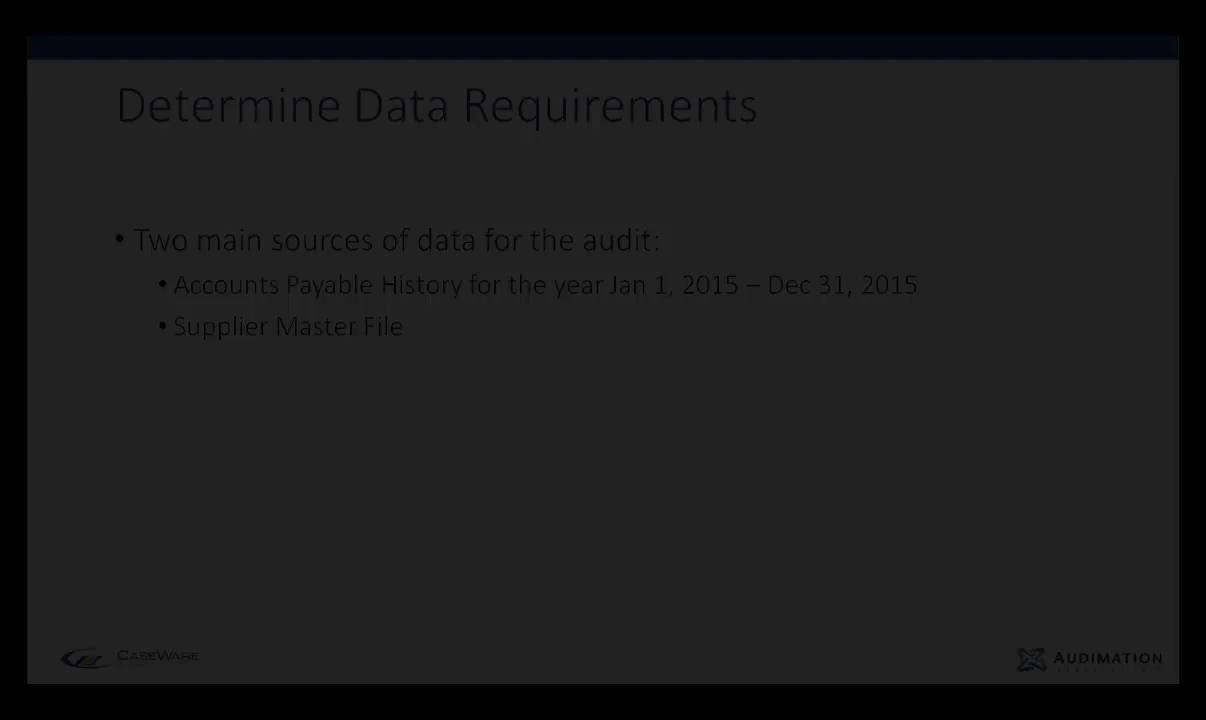 Determine Data Requirements
• Two main sources of data for the audit:
• Accounts Payable History for the year Jan 1, 2015 – Dec 31, 2015
• Supplier Master File
CASEWARE
AUDIMATION